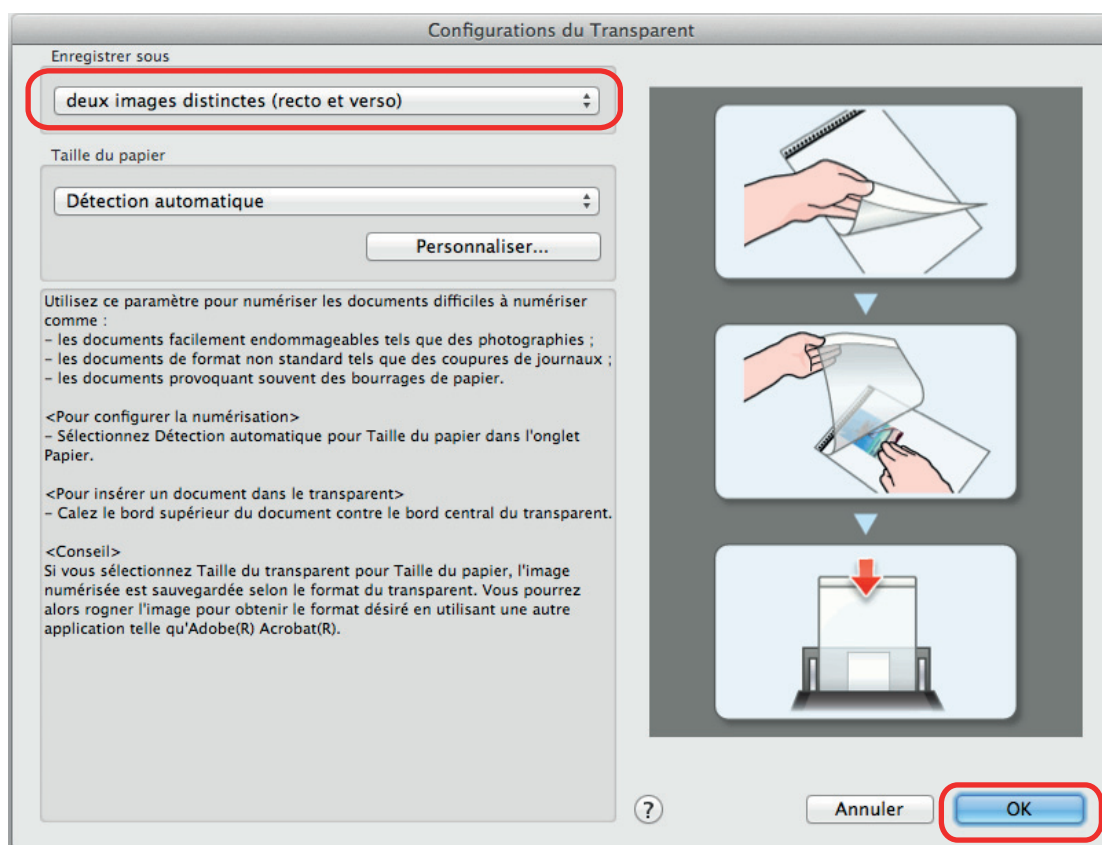 Configurations du Transparent
Enregistrer sous
deux images distinctes (recto et verso)
Taille du papier
Détection automatique
Personnaliser...
Utilisez ce paramètre pour numériser les documents difficiles à numériser
comme :
– les documents facilement endommageables tels que des photographies ;
– les documents de format non standard tels que des coupures de journaux ;
– les documents provoquant souvent des bourrages de papier.
<Pour configurer la numérisation>
– Sélectionnez Détection automatique pour Taille du papier dans l'onglet
Papier.
<Pour insérer un document dans le transparent>
– Calez le bord supérieur du document contre le bord central du transparent.
<Conseil>
Si vous sélectionnez Taille du transparent pour Taille du papier, l'image
numérisée est sauvegardée selon le format du transparent. Vous pourrez
alors rogner l'image pour obtenir le format désiré en utilisant une autre
application telle qu'Adobe(R) Acrobat(R).
? Annuler OK